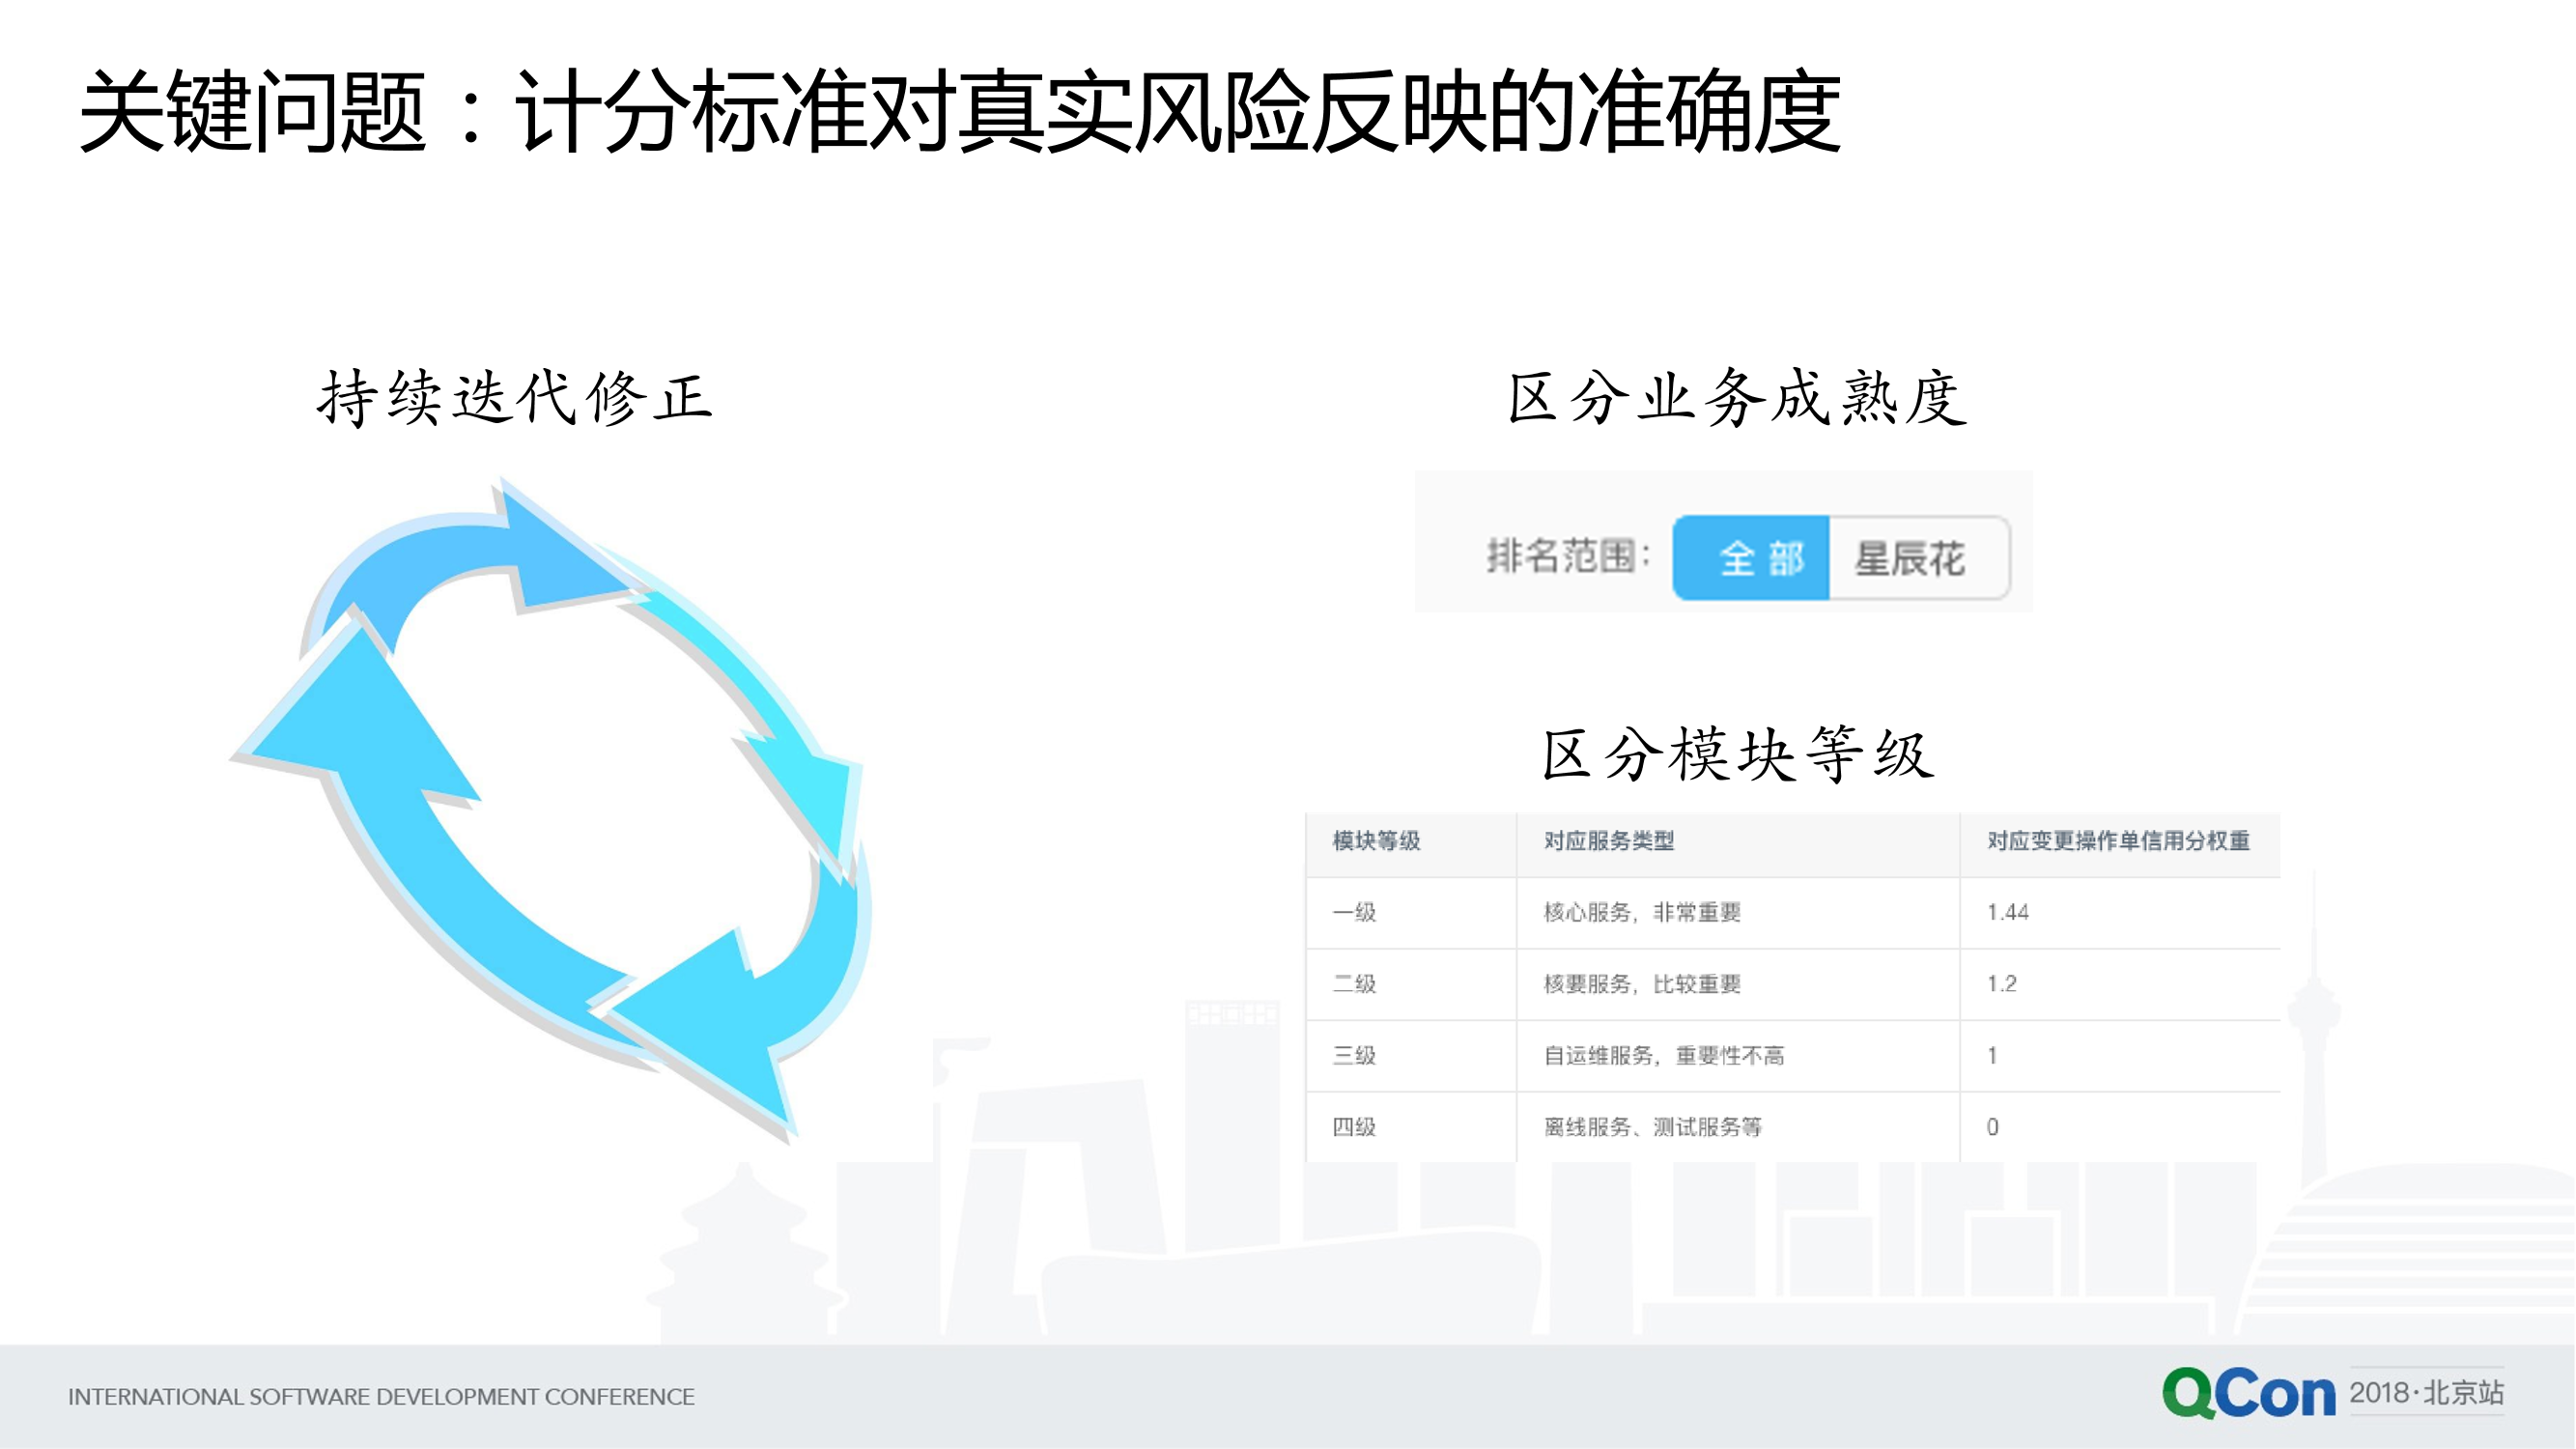 关键问题：计分标准对真实风险反映的准确度
持续迭代修正
区分业务成熟度
排名范围： 全部 星辰花
区分模块等级
模块等级 对应服务类型 对应变更操作单信用分权重
一级 核心服务，非常重要 1.44
二级 核要服务，比较重要 1.2
三级 自运维服务，重要性不高 1
四级 离线服务、测试服务等 0
INTERNATIONAL SOFTWARE DEVELOPMENT CONFERENCE
QCon 2018·北京站